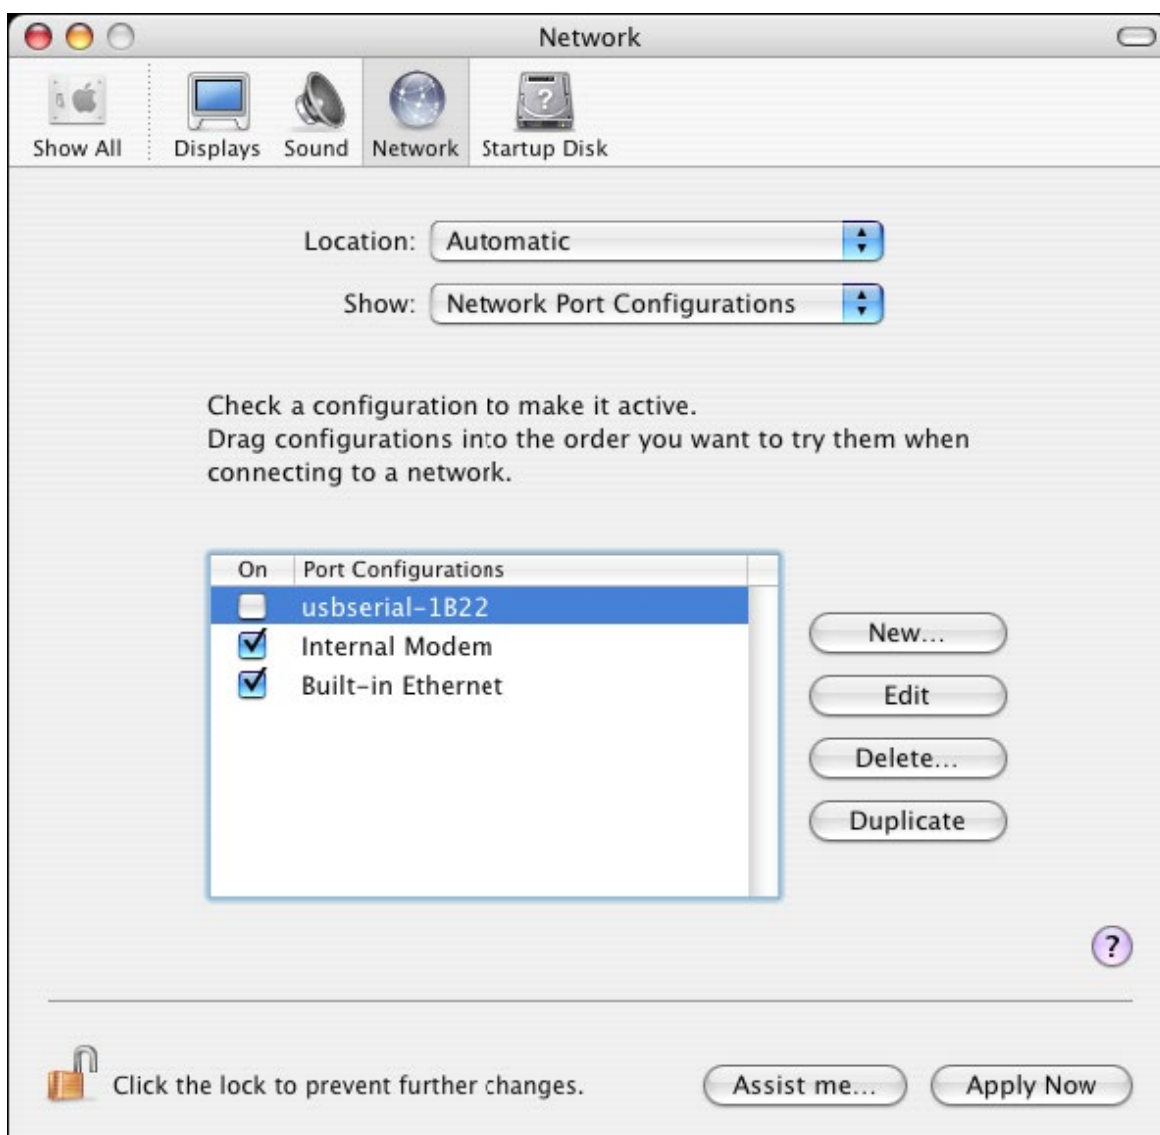 Network
Show All
Displays
Sound
Network
Startup Disk
Location: Automatic
Show: Network Port Configurations
Check a configuration to make it active.
Drag configurations into the order you want to try them when
connecting to a network.
On Port Configurations
usbserial-1B22
Internal Modem
Built-in Ethernet
New...
Edit
Delete...
Duplicate
?
Click the lock to prevent further changes.
Assist me...
Apply Now